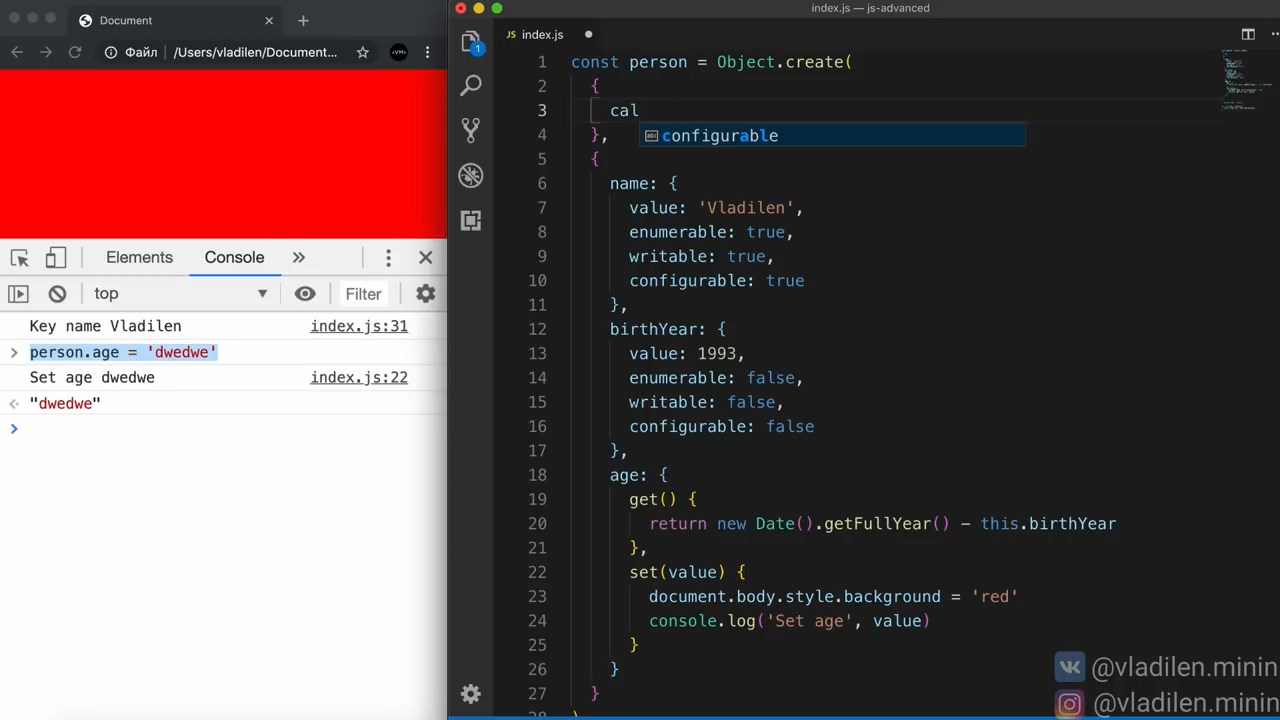 Document
Файл
/Users/vladilen/Document...
Elements
Console
top
Filter
Key name Vladilen
index.js:31
person.age = 'dwedwe'
Set age dwedwe
index.js:22
"dwedwe"
index.js — js-advanced
JS index.js
1
1 const person = Object.create(
2 {
3 cal
configurable
4 },
5 {
6 name: {
7 value: 'Vladilen',
8 enumerable: true,
9 writable: true,
10 configurable: true
11 },
12 birthYear: {
13 value: 1993,
14 enumerable: false,
15 writable: false,
16 configurable: false
17 },
18 age: {
19 get() {
20 return new Date().getFullYear() - this.birthYear
21 },
22 set(value) {
23 document.body.style.background = 'red'
24 console.log('Set age', value)
25 }
26 }
27 }
28 )
@vladilen.minin
@vladilen.minin